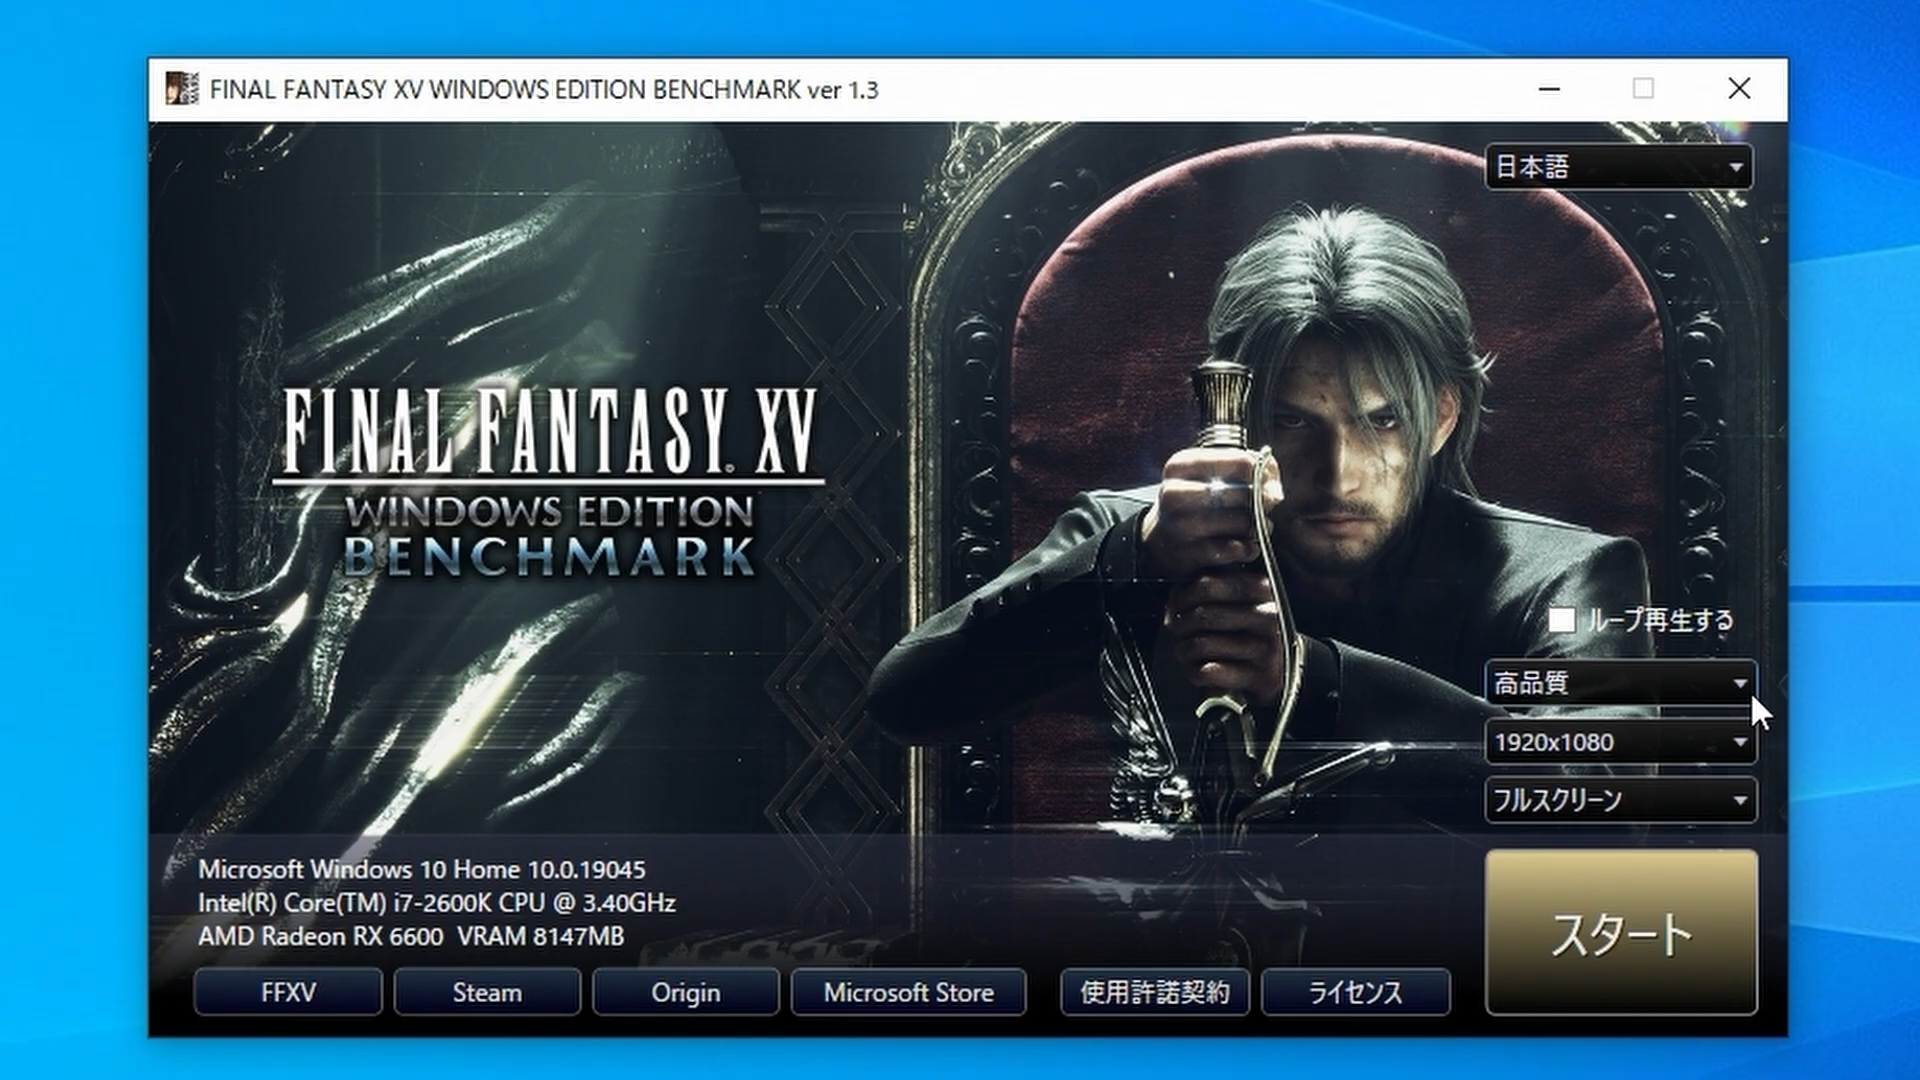 FINAL FANTASY XV WINDOWS EDITION BENCHMARK ver 1.3
日本語
FINAL FANTASY XV
WINDOWS EDITION
BENCHMARK
ループ再生する
高品質
1920x1080
フルスクリーン
Microsoft Windows 10 Home 10.0.19045
Intel(R) Core(TM) i7-2600K CPU @ 3.40GHz
AMD Radeon RX 6600 VRAM 8147MB
スタート
FFXV Steam Origin Microsoft Store 使用許諾契約 ライセンス